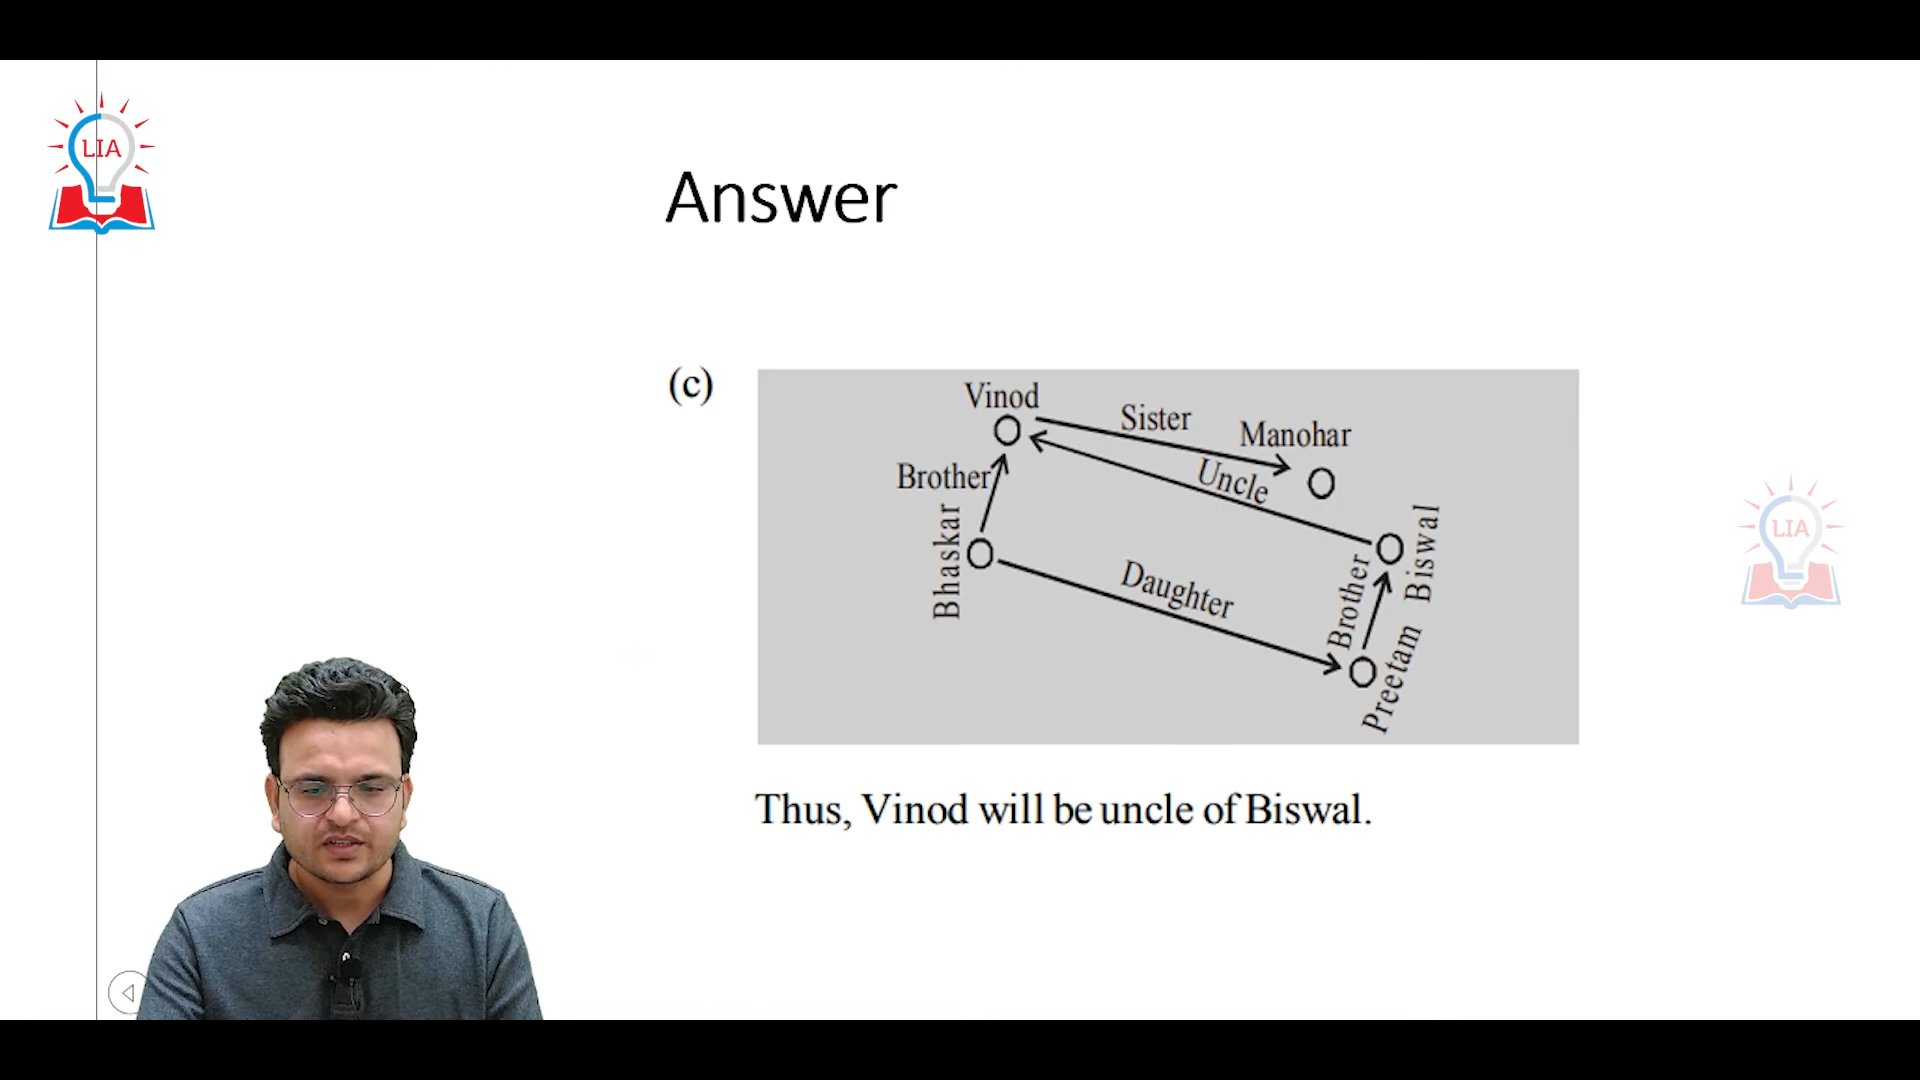 LIA
Answer
(c)
Vinod
Sister
Manohar
Brother
Uncle
Bhaskar
Daughter
Brother
Biswal
Preetam
LIA
Thus, Vinod will be uncle of Biswal.